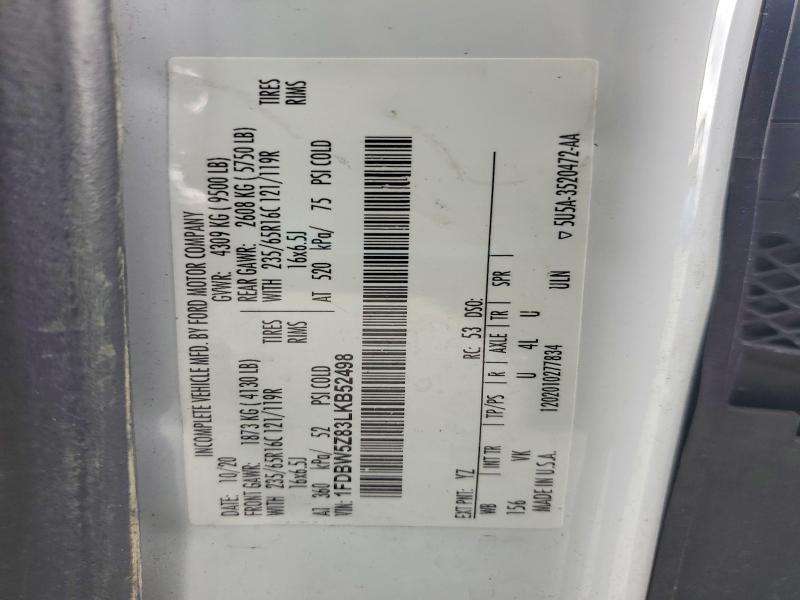 INCOMPLETE VEHICLE MFD. BY FORD MOTOR COMPANY
DATE: 10/20 GVWR: 4309 KG ( 9500 LB)
FRONT GAWR: 1873 KG ( 4130 LB) REAR GAWR: 2608 KG ( 5750 LB)
WITH 235/65R16C 121/119R TIRES WITH 235/65R16C 121/119R TIRES
16x6.5J RIMS 16x6.5J RIMS
AT 360 kPa/ 52 PSI COLD AT 520 kPa/ 75 PSI COLD
VIN: 1FDBW5Z83LKB52498
EXT PNT: YZ RC: 53 DSO:
WB INT TR TP/PS R AXLE TR SPR
156 VK U 4L U
MADE IN U.S.A. 1202010277834 ULN ▽ 5U5A-3520472-AA